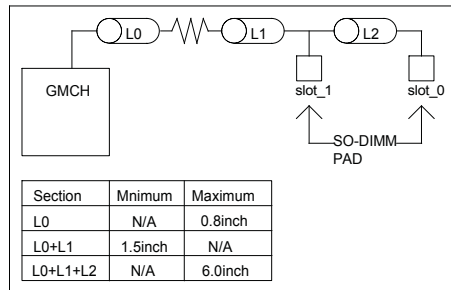 L0 L1 L2
GMCH
slot_1 slot_0
SO-DIMM
PAD
Section Mnimum Maximum
L0 N/A 0.8inch
L0+L1 1.5inch N/A
L0+L1+L2 N/A 6.0inch